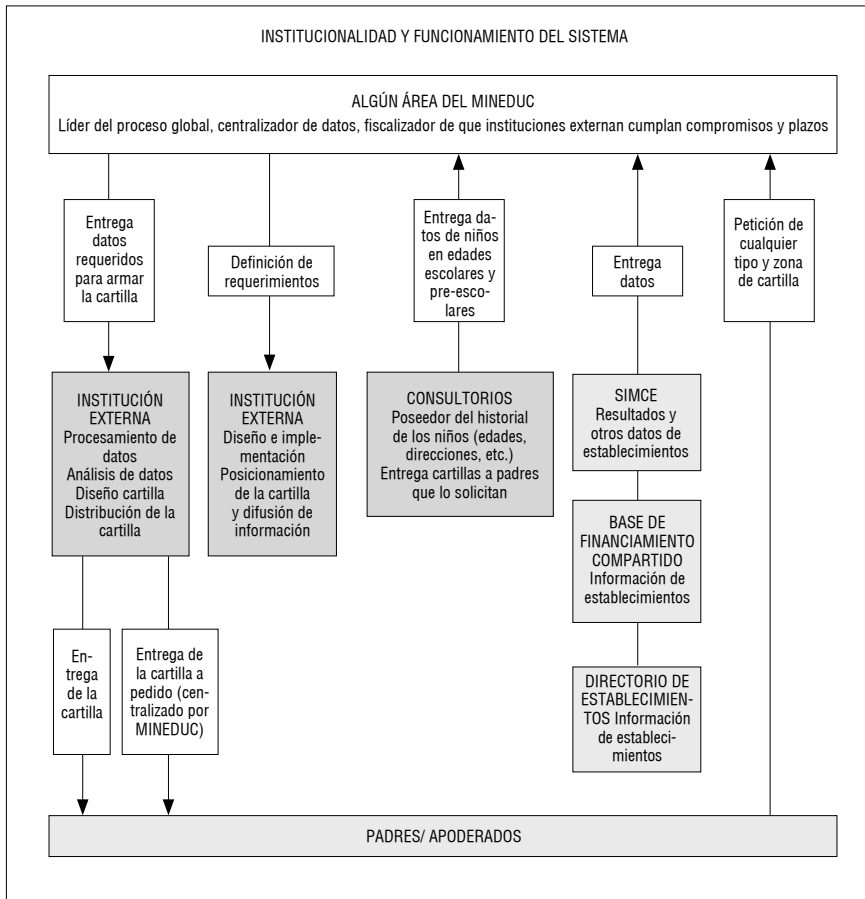 INSTITUCIONALIDAD Y FUNCIONAMIENTO DEL SISTEMA
ALGÚN ÁREA DEL MINEDUC
Líder del proceso global, centralizador de datos, fiscalizador de que instituciones externan cumplan compromisos y plazos
Entrega
datos
requeridos
para armar
la cartilla
Definición de
requerimientos
Entrega da-
tos de niños
en edades
escolares y
pre-esco-
lares
Entrega
datos
Petición de
cualquier
tipo y zona
de cartilla
INSTITUCIÓN
EXTERNA
Procesamiento de
datos
Análisis de datos
Diseño cartilla
Distribución de la
cartilla
INSTITUCIÓN
EXTERNA
Diseño e imple-
mentación
Posicionamiento
de la cartilla
y difusión de
información
CONSULTORIOS
Poseedor del historial
de los niños (edades,
direcciones, etc.)
Entrega cartillas a padres
que lo solicitan
SIMCE
Resultados y
otros datos de
establecimientos
BASE DE
FINANCIAMIENTO
COMPARTIDO
Información de
establecimientos
En-
trega
de la
cartilla
Entrega de
la cartilla a
pedido (cen-
tralizado por
MINEDUC)
DIRECTORIO DE
ESTABLECIMIEN-
TOS Información
de estableci-
mientos
PADRES/ APODERADOS